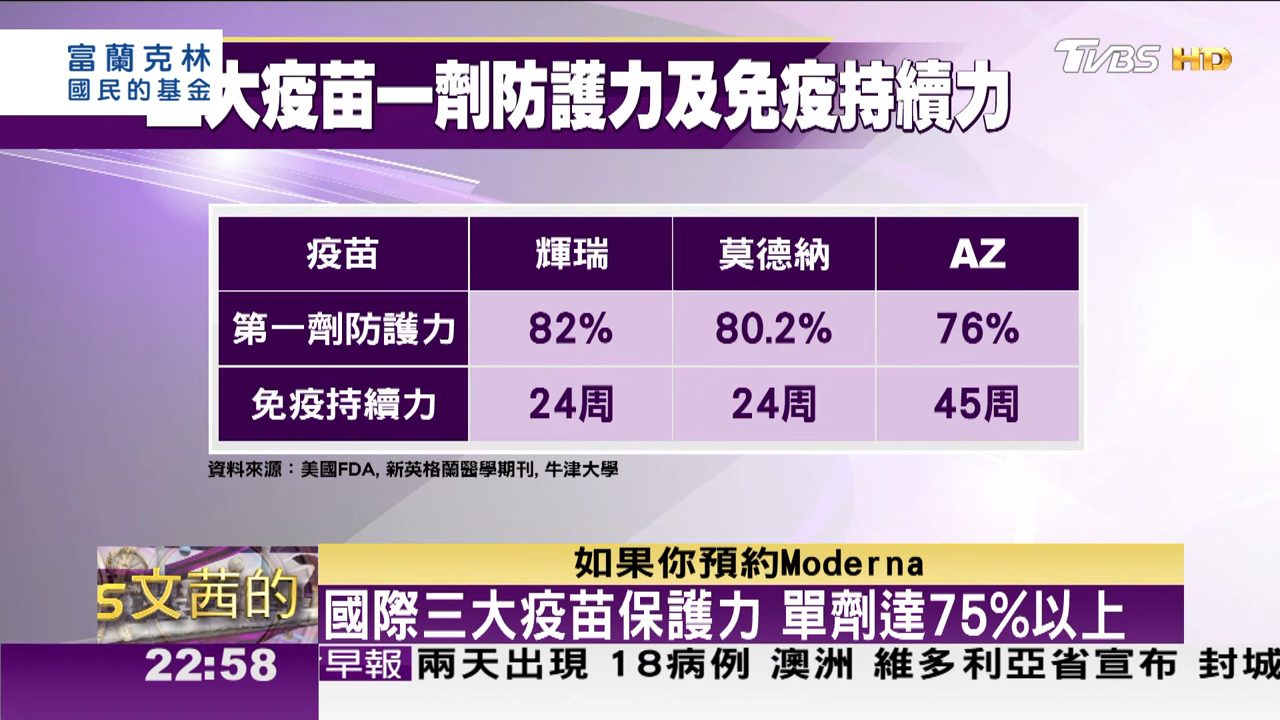 富蘭克林
國民的基金
TVBS HD
大疫苗一劑防護力及免疫持續力
疫苗 輝瑞 莫德納 AZ
第一劑防護力 82% 80.2% 76%
免疫持續力 24周 24周 45周
資料來源：美國FDA, 新英格蘭醫學期刊, 牛津大學
如果你預約Moderna
S文茜的
國際三大疫苗保護力 單劑達75%以上
22:58
早報 兩天出現 18病例 澳洲 維多利亞省宣布 封城